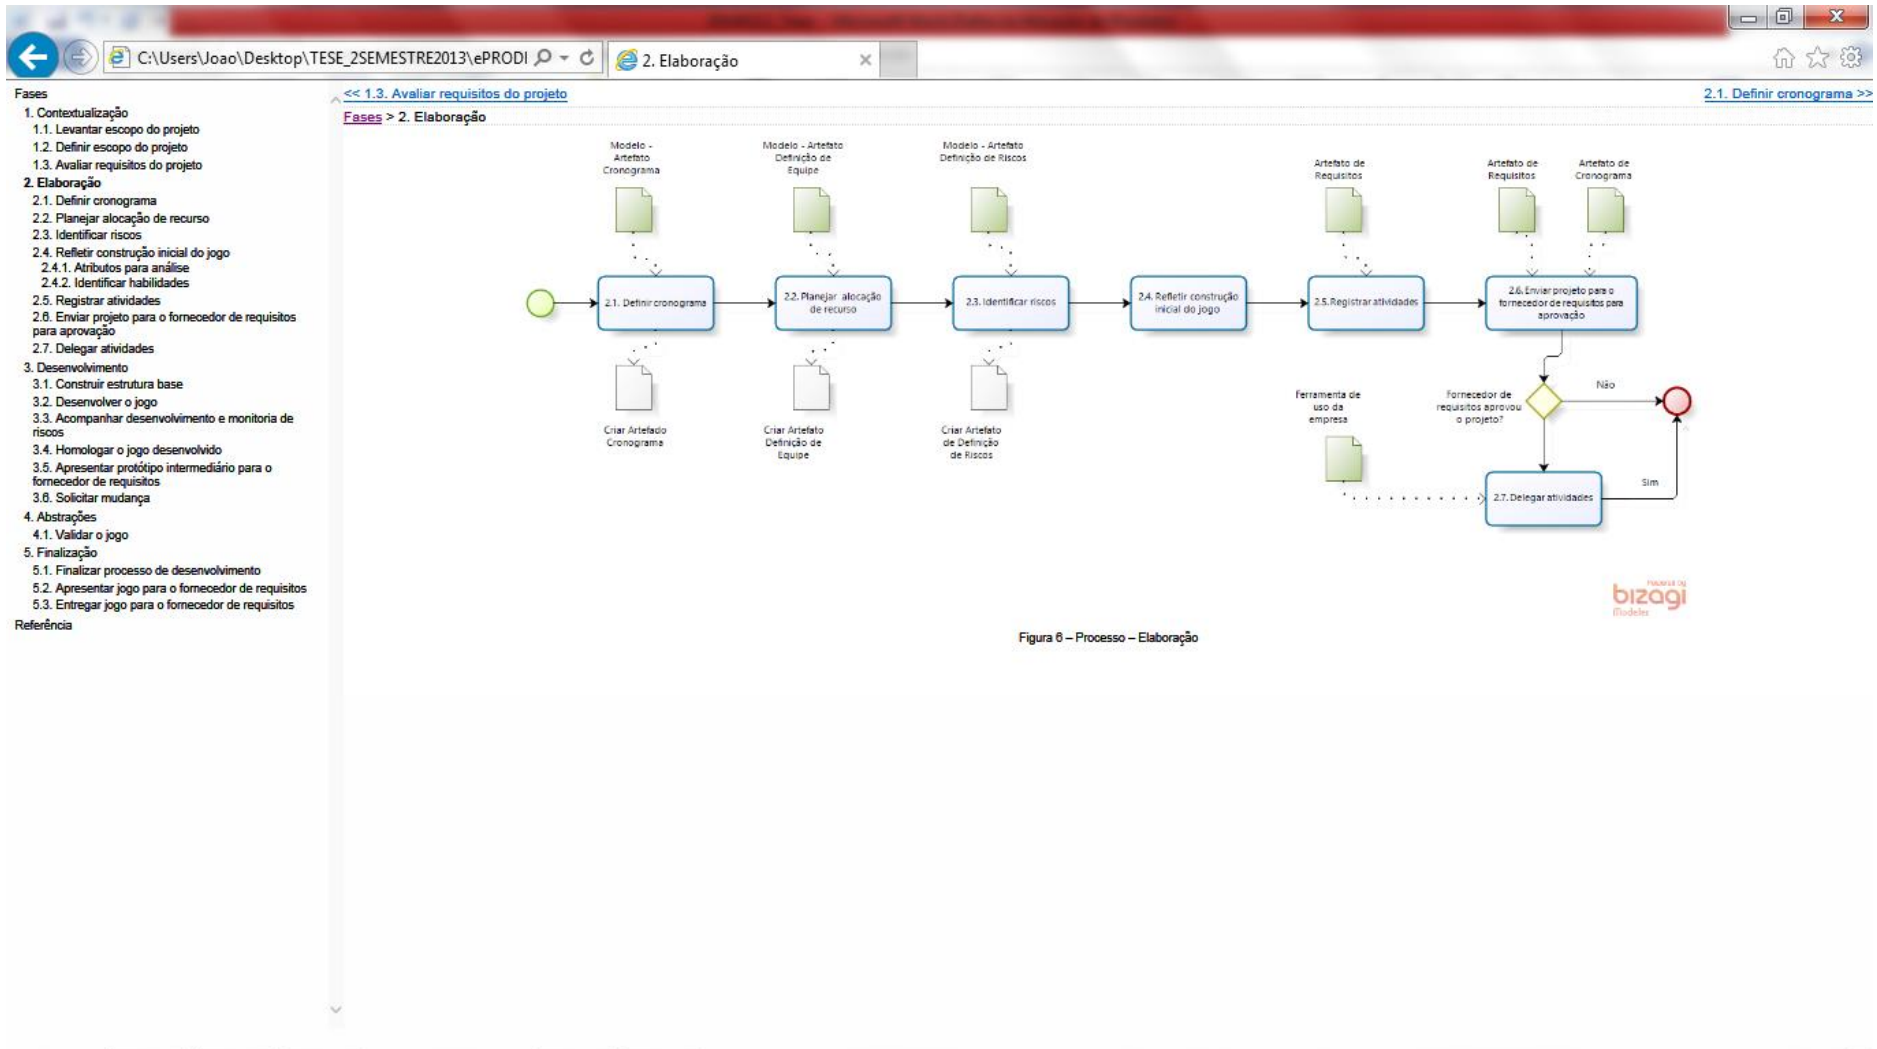 C:\Users\Joao\Desktop\TESE_2SEMESTRE2013\ePRODI
2. Elaboração
Fases
1. Contextualização
1.1. Levantar escopo do projeto
1.2. Definir escopo do projeto
1.3. Avaliar requisitos do projeto
2. Elaboração
2.1. Definir cronograma
2.2. Planejar alocação de recurso
2.3. Identificar riscos
2.4. Refletir construção inicial do jogo
2.4.1. Atributos para análise
2.4.2. Identificar habilidades
2.5. Registrar atividades
2.6. Enviar projeto para o fornecedor de requisitos
para aprovação
2.7. Delegar atividades
3. Desenvolvimento
3.1. Construir estrutura base
3.2. Desenvolver o jogo
3.3. Acompanhar desenvolvimento e monitoria de
riscos
3.4. Homologar o jogo desenvolvido
3.5. Apresentar protótipo intermediário para o
fornecedor de requisitos
3.6. Solicitar mudança
4. Abstrações
4.1. Validar o jogo
5. Finalização
5.1. Finalizar processo de desenvolvimento
5.2. Apresentar jogo para o fornecedor de requisitos
5.3. Entregar jogo para o fornecedor de requisitos
Referência
<< 1.3. Avaliar requisitos do projeto
2.1. Definir cronograma >>
Fases > 2. Elaboração
Modelo -
Artefato
Cronograma
Modelo - Artefato
Definição de
Equipe
Modelo - Artefato
Definição de Riscos
Artefato de
Requisitos
Artefato de
Requisitos
Artefato de
Cronograma
2.1. Definir cronograma
2.2. Planejar alocação
de recurso
2.3. Identificar riscos
2.4. Refletir construção
inicial do jogo
2.5. Registrar atividades
2.6. Enviar projeto para o
fornecedor de requisitos para
aprovação
Criar Artefado
Cronograma
Criar Artefato
Definição de
Equipe
Criar Artefato
de Definição
de Riscos
Ferramenta de
uso da
empresa
Fornecedor de
requisitos aprovou
o projeto?
Não
Sim
2.7. Delegar atividades
Powered by
bizagi
Modeler
Figura 6 – Processo – Elaboração